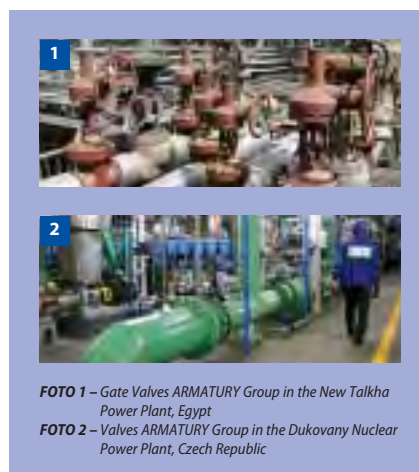 1
2
FOTO 1 – Gate Valves ARMATURY Group in the New Talkha
Power Plant, Egypt
FOTO 2 – Valves ARMATURY Group in the Dukovany Nuclear
Power Plant, Czech Republic